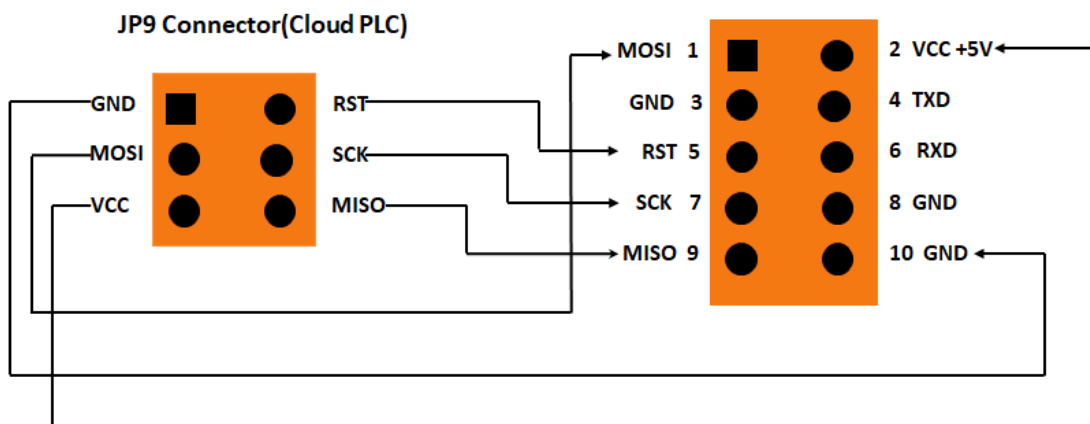 JP9 Connector(Cloud PLC)
GND
RST
MOSI
SCK
VCC
MISO
MOSI 1
2 VCC +5V
GND 3
4 TXD
RST 5
6 RXD
SCK 7
8 GND
MISO 9
10 GND